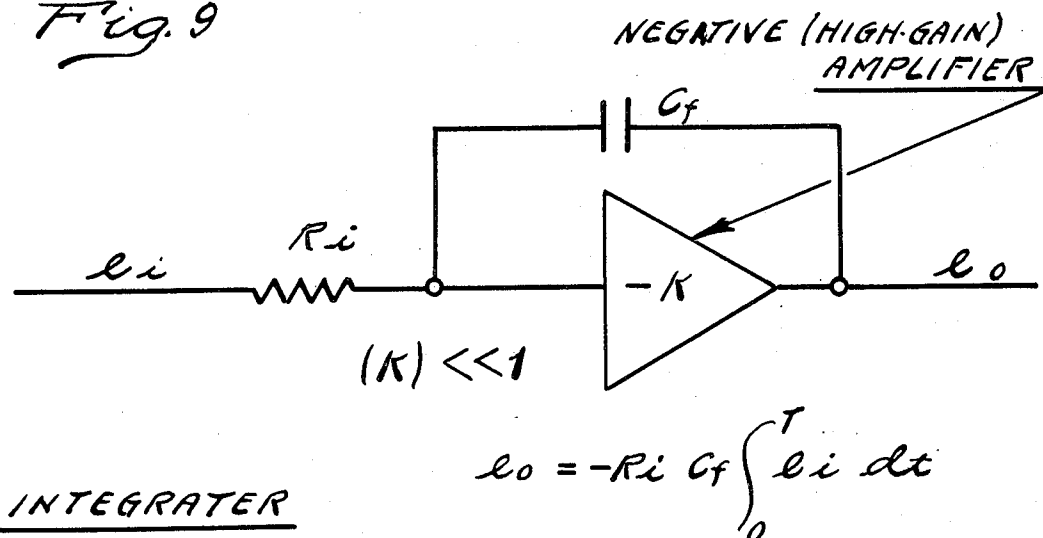 Fig. 9
NEGATIVE (HIGH-GAIN)
AMPLIFIER
Cf
Ri
ei
-K
eo
(K) <<1
eo = -Ri Cf ∫₀ᵀ ei dt
INTEGRATER